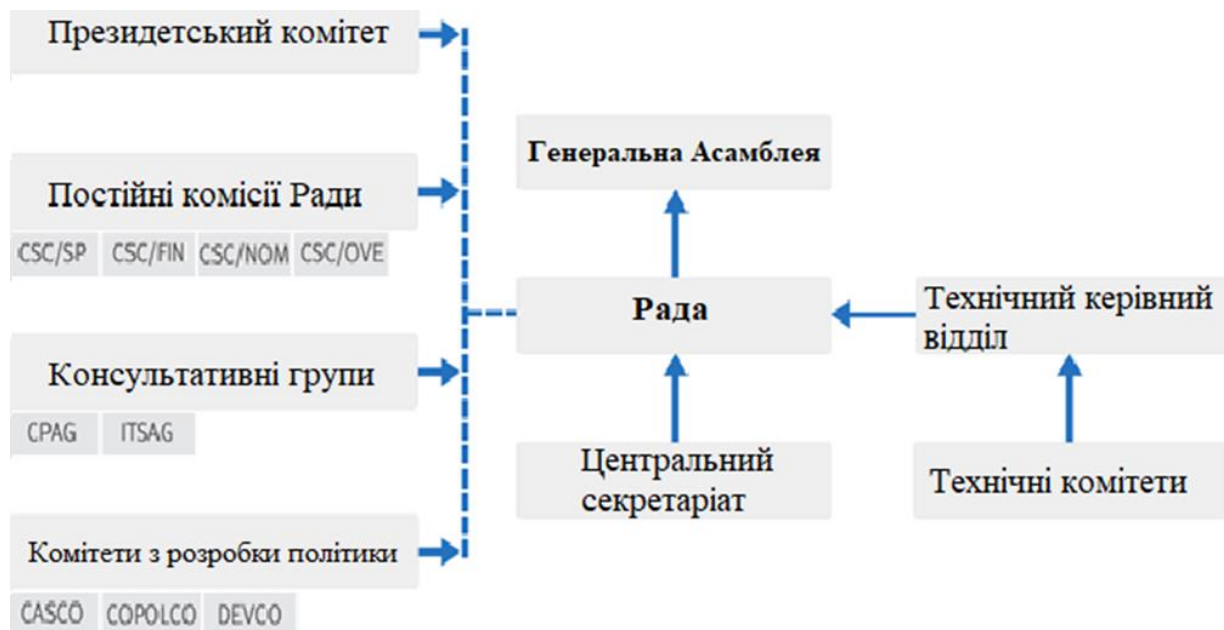 Президетський комітет
Постійні комісії Ради
CSC/SP CSC/FIN CSC/NOM CSC/OVE
Консультативні групи
CPAG ITSAG
Комітети з розробки політики
CASCO COPOLCO DEVCO
Генеральна Асамблея
Рада
Центральний
секретаріат
Технічний керівний
відділ
Технічні комітети